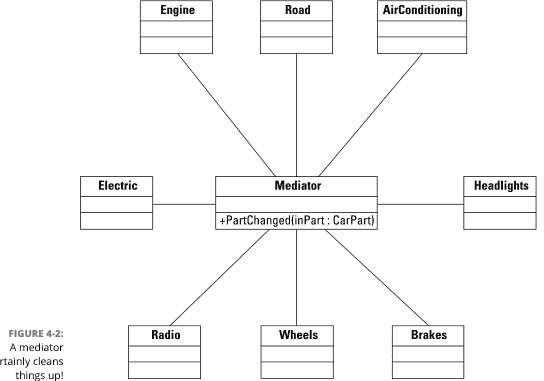 Engine
Road
AirConditioning
Electric
Mediator
Headlights
+PartChanged(inPart : CarPart)
Radio
Wheels
Brakes
FIGURE 4-2:
A mediator
rtainly cleans
things up!